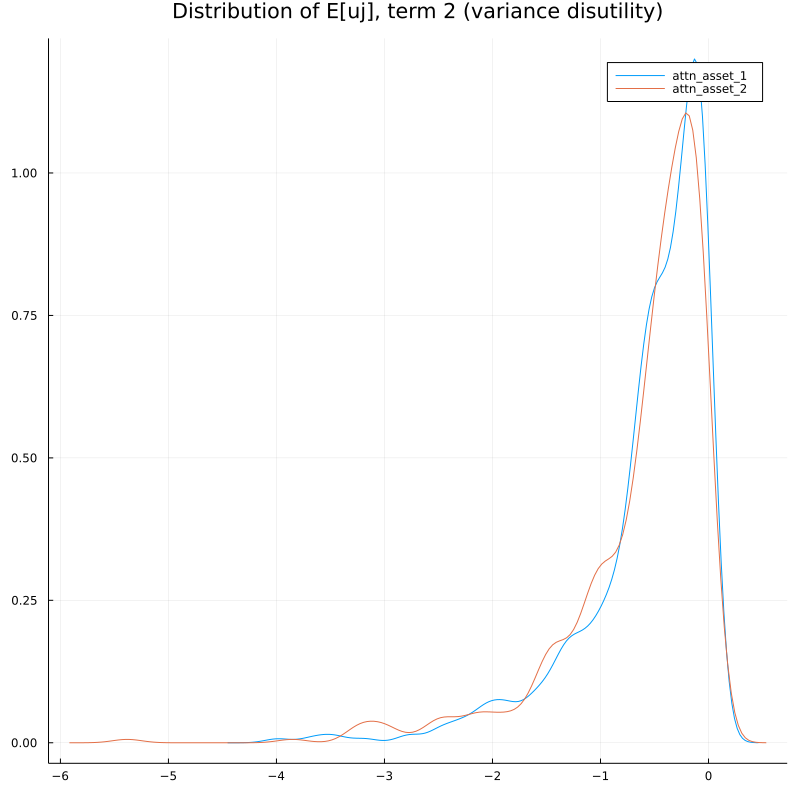 Distribution of E[uj], term 2 (variance disutility)
attn_asset_1
attn_asset_2
1.00
0.75
0.50
0.25
0.00
−6 −5 −4 −3 −2 −1 0